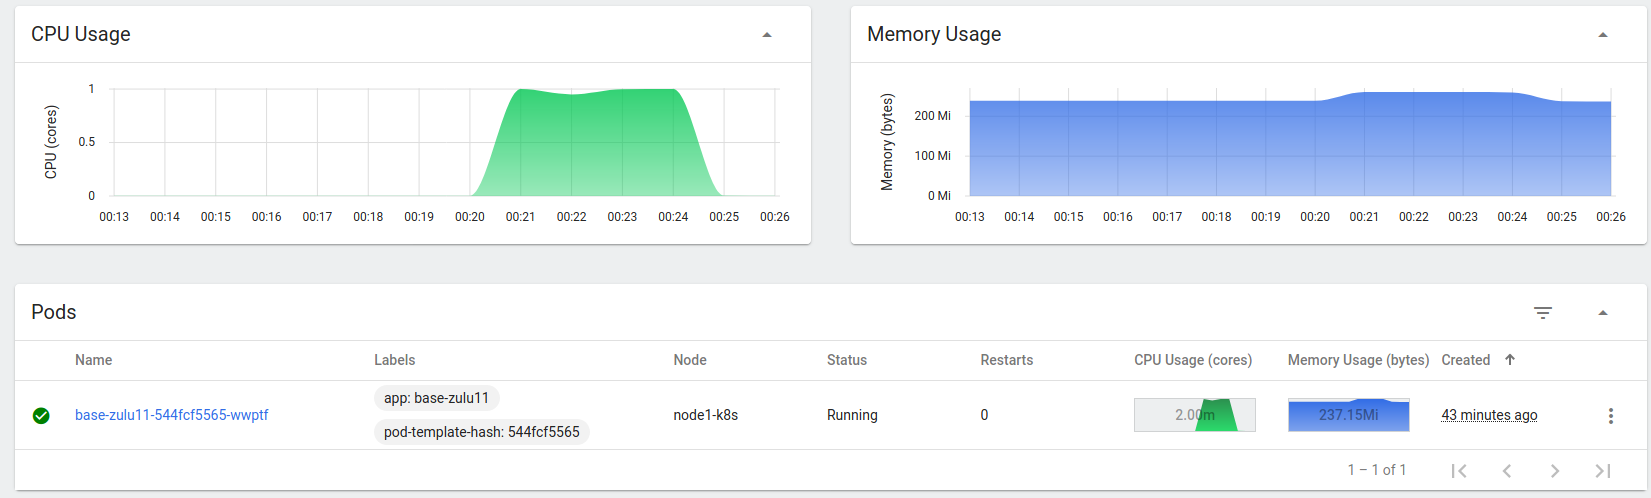 CPU Usage
CPU (cores)
1
0.5
0
00:13 00:14 00:15 00:16 00:17 00:18 00:19 00:20 00:21 00:22 00:23 00:24 00:25 00:26
Memory Usage
Memory (bytes)
200 Mi
100 Mi
0 Mi
00:13 00:14 00:15 00:16 00:17 00:18 00:19 00:20 00:21 00:22 00:23 00:24 00:25 00:26
Pods
Name Labels Node Status Restarts CPU Usage (cores) Memory Usage (bytes) Created
app: base-zulu11
base-zulu11-544fcf5565-wwptf node1-k8s Running 0 2.00m 237.15Mi 43 minutes ago
pod-template-hash: 544fcf5565
1 – 1 of 1